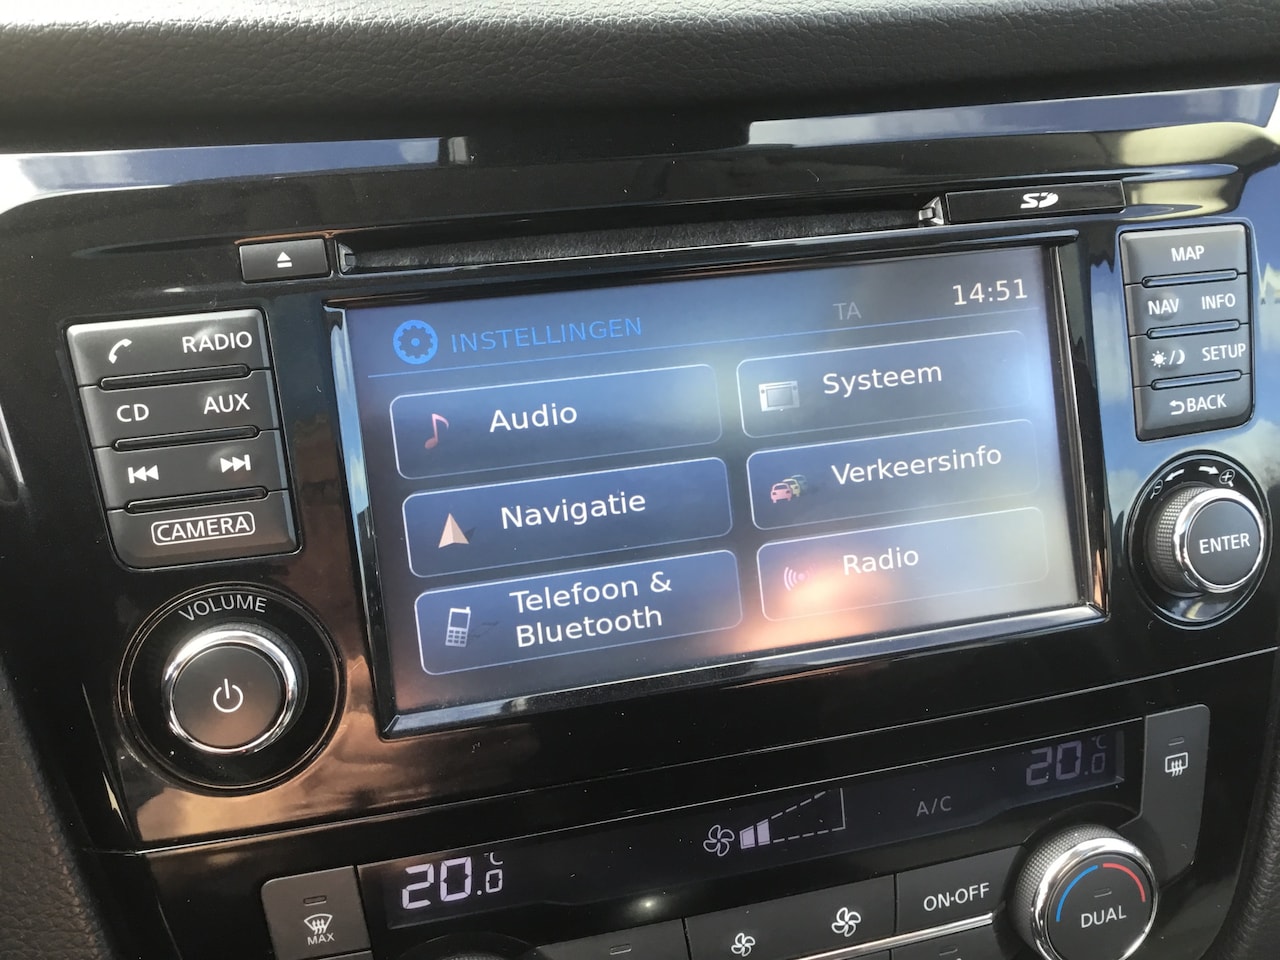 SD
MAP
NAV INFO
SETUP
BACK
ENTER
RADIO
CD AUX
CAMERA
VOLUME
TA 14:51
INSTELLINGEN
Audio
Systeem
Navigatie
Verkeersinfo
Telefoon &
Bluetooth
Radio
20.0 °C
A/C
20.0 °C
MAX
ON·OFF
DUAL